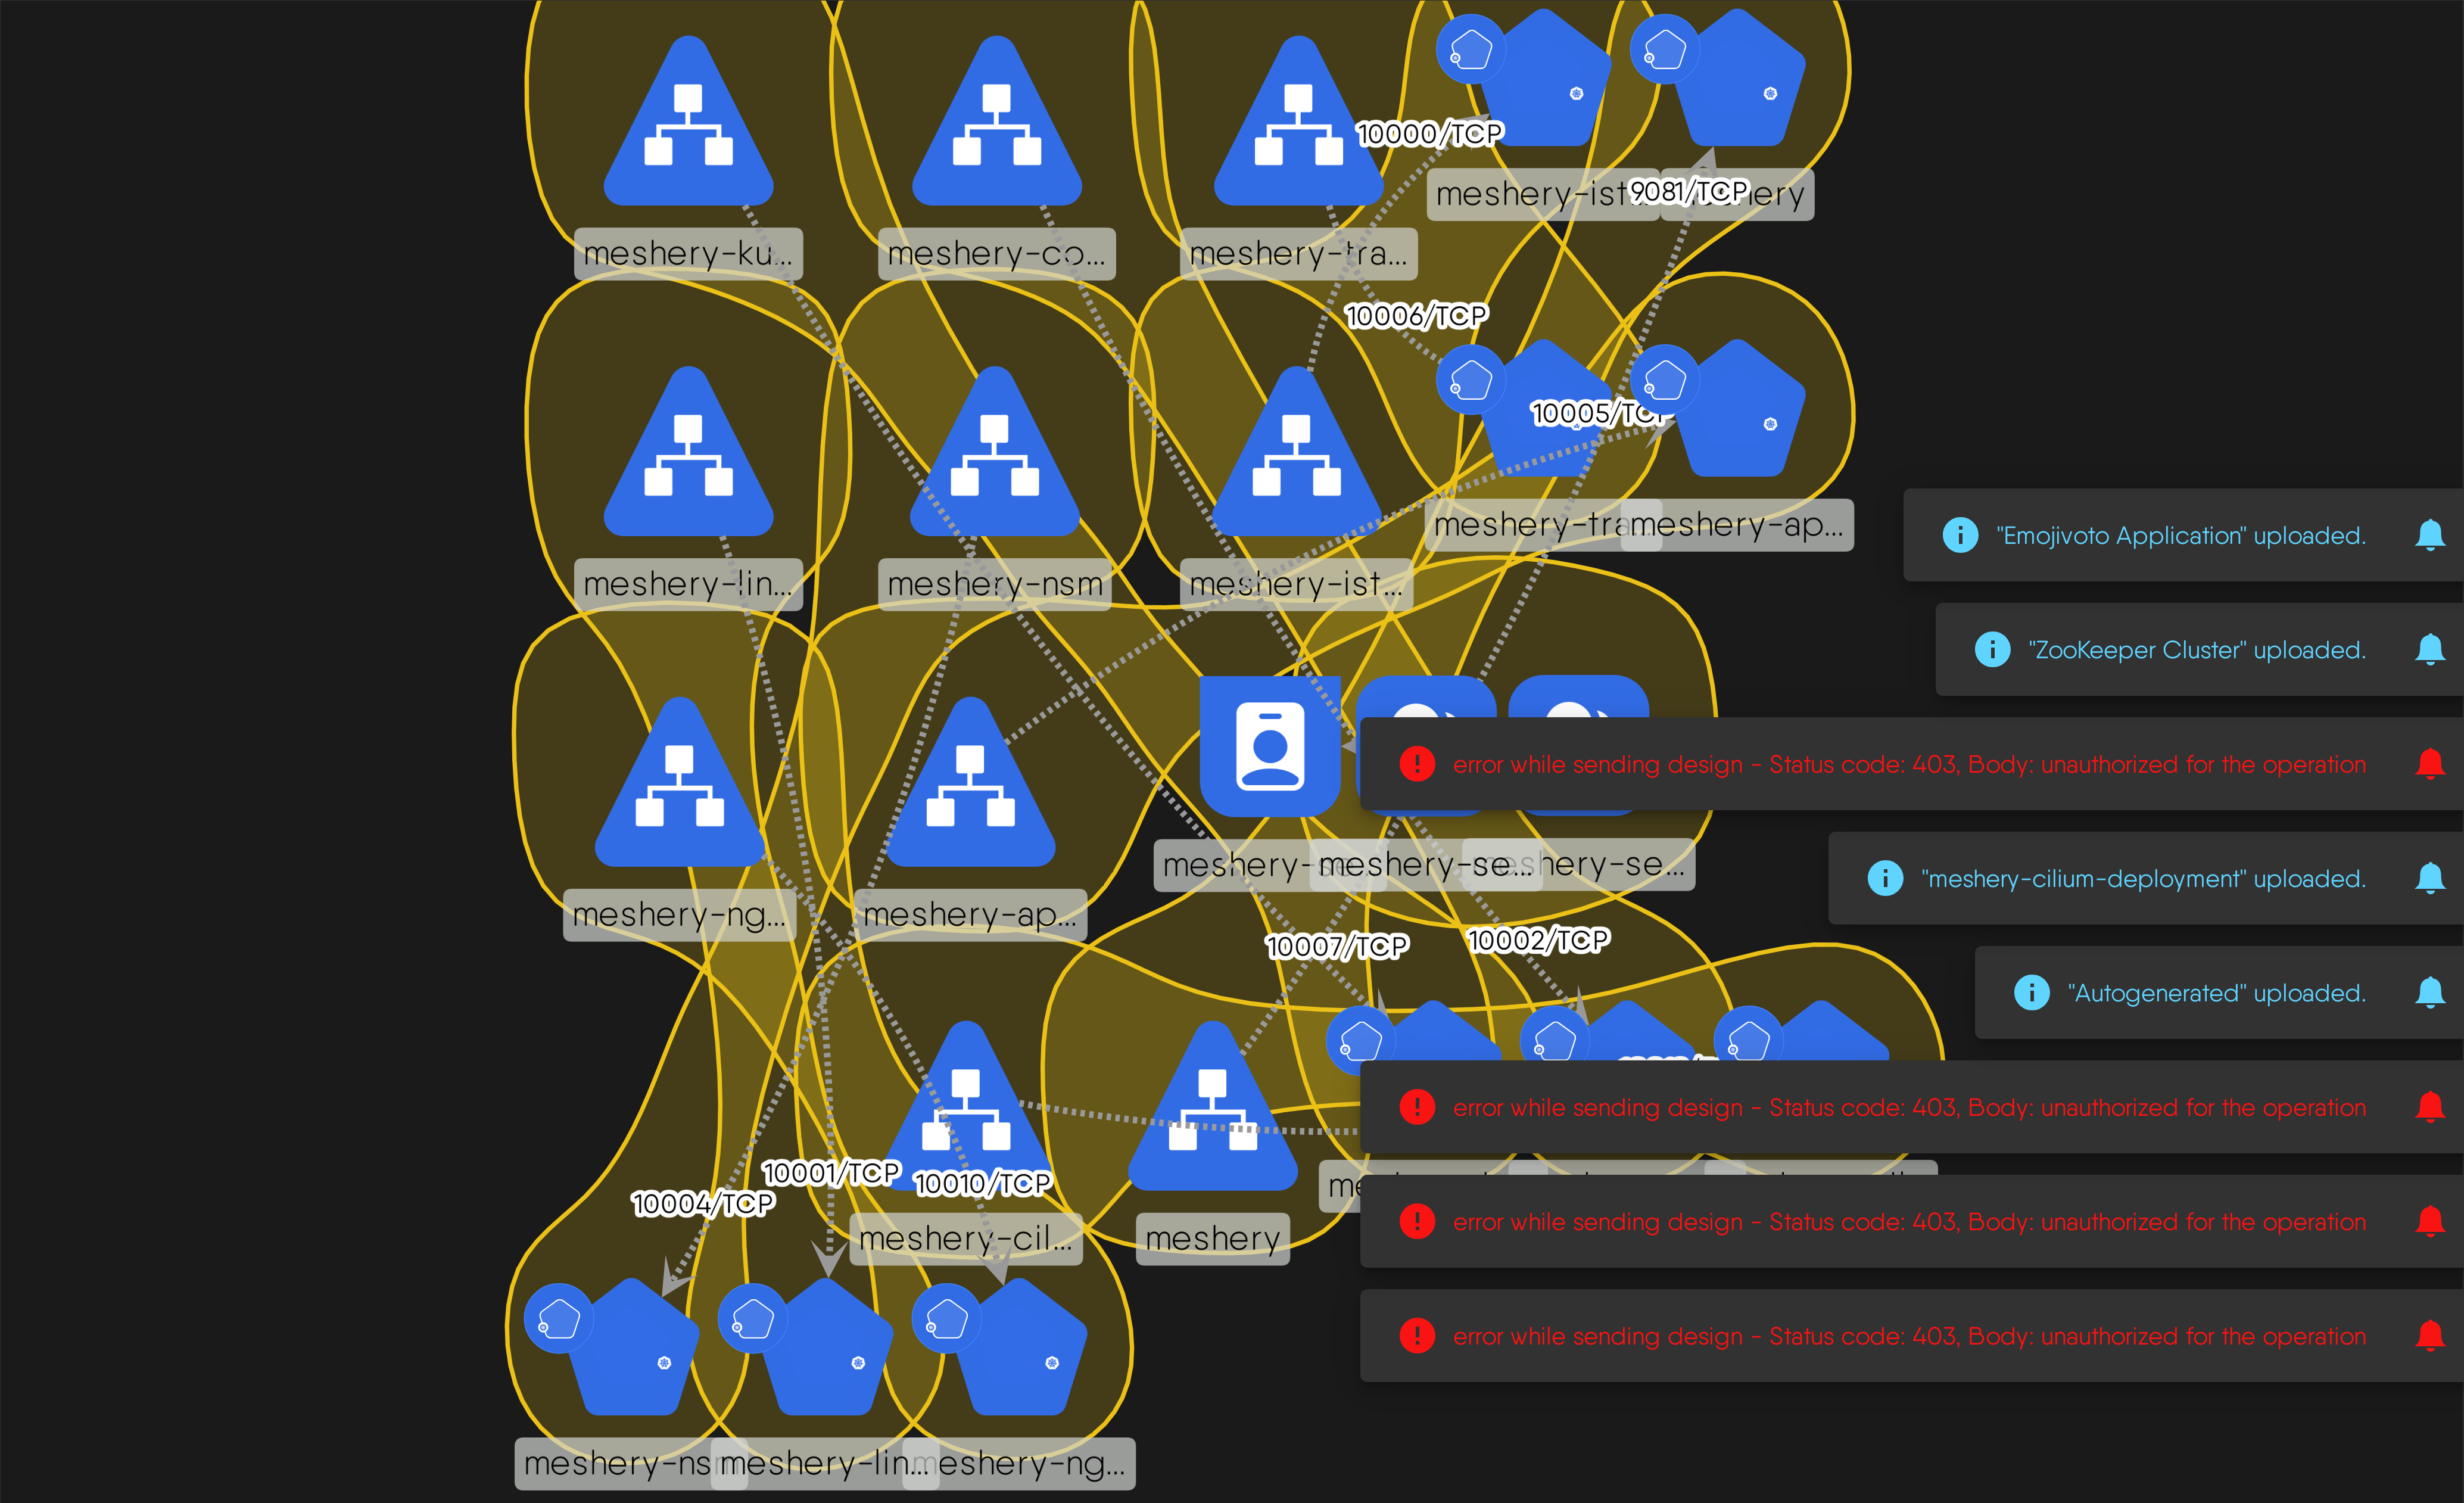 10000/TCP
meshery-ist...
9081/TCP
meshery-ku...
meshery-co...
meshery-tra...
10006/TCP
10005/TCP
meshery-tra...
meshery-ap...
meshery-lin...
meshery-nsm
meshery-ist...
"Emojivoto Application" uploaded.
"ZooKeeper Cluster" uploaded.
error while sending design - Status code: 403, Body: unauthorized for the operation
meshery-se...
meshery-se...
"meshery-cilium-deployment" uploaded.
meshery-ng...
meshery-ap...
10007/TCP
10002/TCP
"Autogenerated" uploaded.
error while sending design - Status code: 403, Body: unauthorized for the operation
10004/TCP
10001/TCP
10010/TCP
meshery-cil...
meshery
error while sending design - Status code: 403, Body: unauthorized for the operation
error while sending design - Status code: 403, Body: unauthorized for the operation
meshery-lin...
meshery-ng...